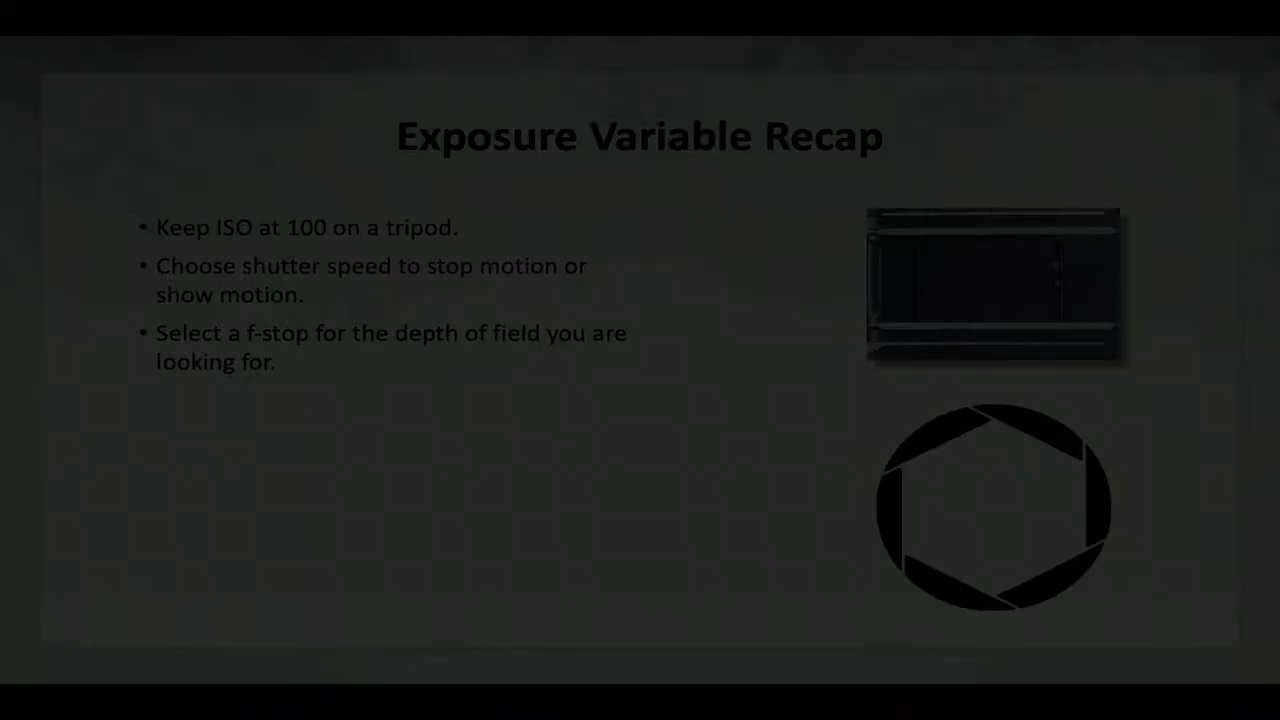 Exposure Variable Recap
• Keep ISO at 100 on a tripod.
• Choose shutter speed to stop motion or
show motion.
• Select a f-stop for the depth of field you are
looking for.